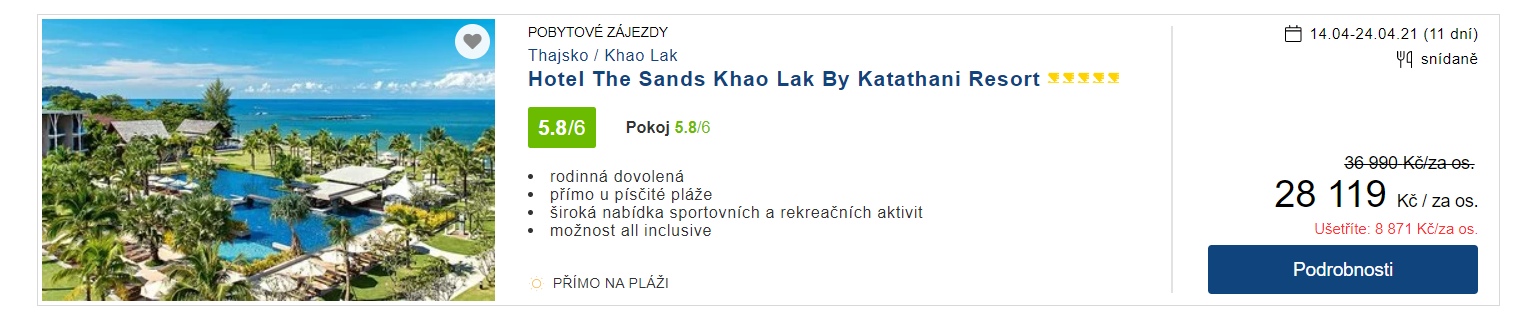 POBYTOVÉ ZÁJEZDY
Thajsko / Khao Lak
Hotel The Sands Khao Lak By Katathani Resort
5.8/6
Pokoj 5.8/6
rodinná dovolená
přímo u písčité pláže
široká nabídka sportovních a rekreačních aktivit
možnost all inclusive
PŘÍMO NA PLÁŽI
14.04-24.04.21 (11 dní)
snídaně
36 990 Kč/za os.
28 119 Kč / za os.
Ušetříte: 8 871 Kč/za os.
Podrobnosti